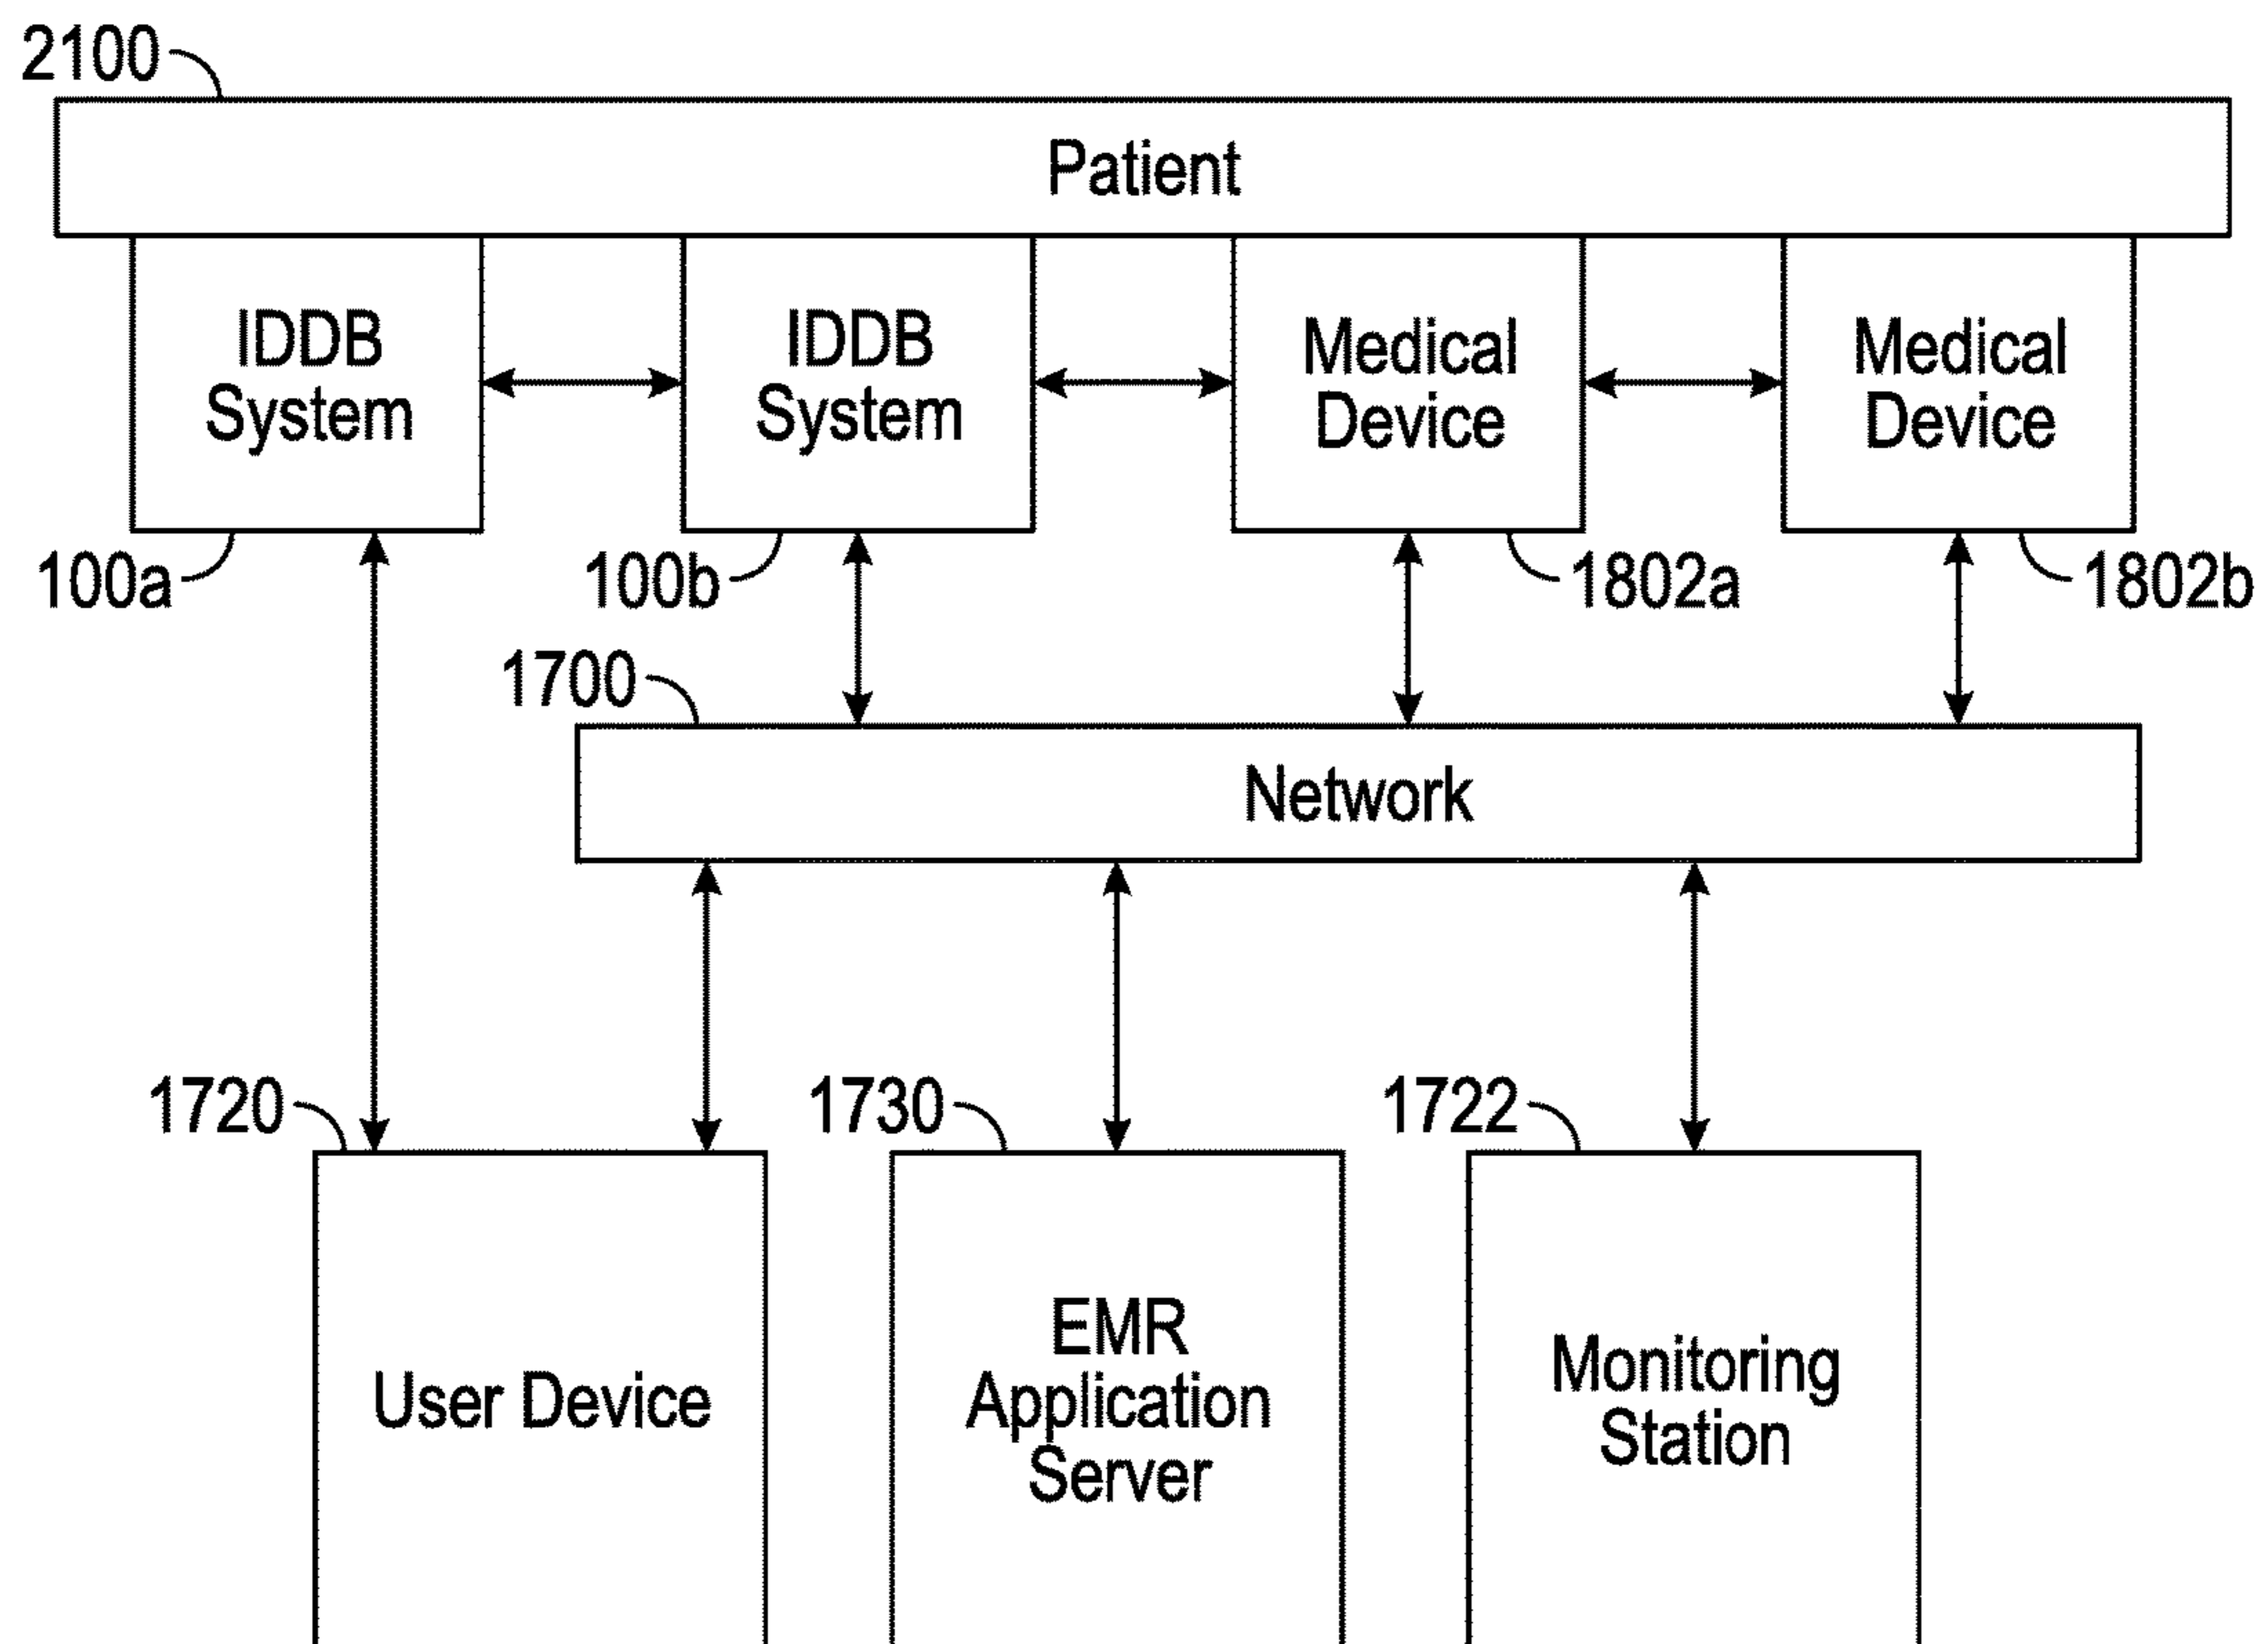 2100
Patient
IDDB
System
IDDB
System
Medical
Device
Medical
Device
100a
100b
1802a
1802b
1700
Network
1720
1730
1722
User Device
EMR
Application
Server
Monitoring
Station